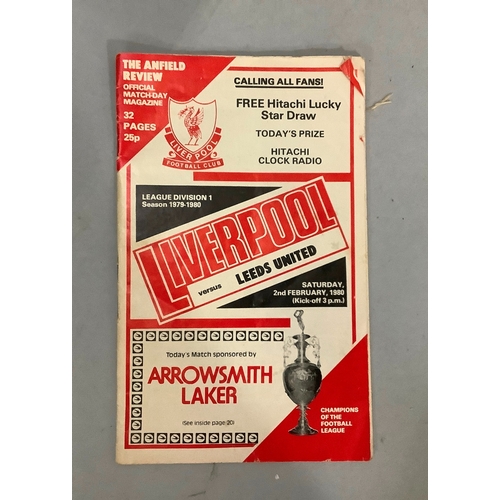 THE ANFIELD
REVIEW
OFFICIAL
MATCH-DAY
MAGAZINE
32
PAGES
25p
LIVERPOOL
FOOTBALL CLUB
CALLING ALL FANS!
FREE Hitachi Lucky
Star Draw
TODAY'S PRIZE
HITACHI
CLOCK RADIO
LEAGUE DIVISION 1
Season 1979-1980
LIVERPOOL
versus LEEDS UNITED
SATURDAY,
2nd FEBRUARY, 1980
(Kick-off 3 p.m.)
Today's Match sponsored by
ARROWSMITH
LAKER
(See inside page 20)
CHAMPIONS
OF THE
FOOTBALL
LEAGUE